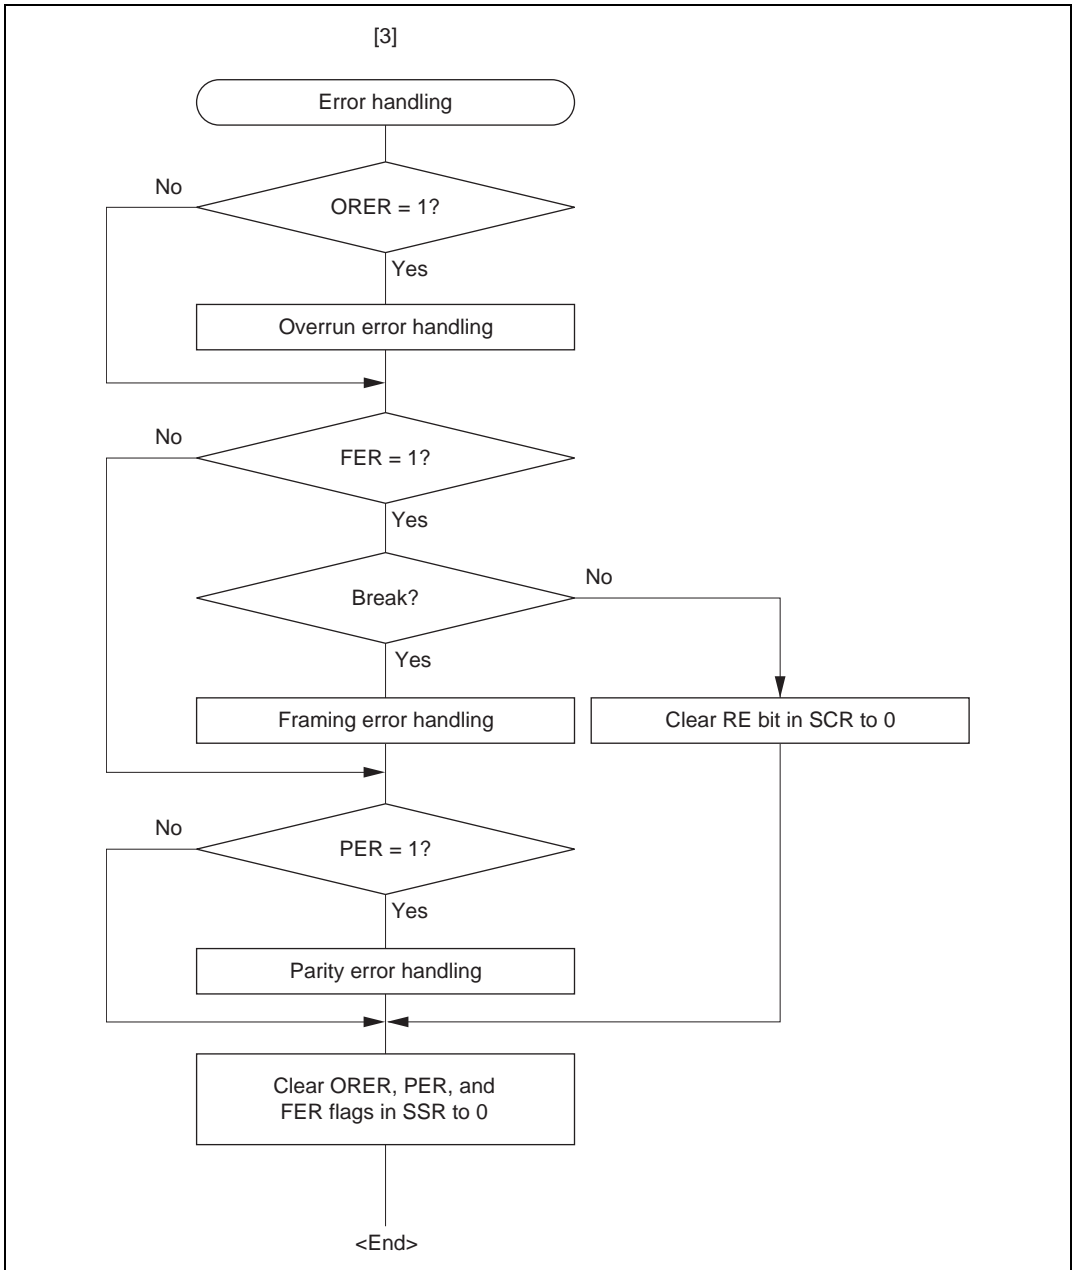 [3]
Error handling
No
ORER = 1?
Yes
Overrun error handling
No
FER = 1?
Yes
No
Break?
Yes
Framing error handling
Clear RE bit in SCR to 0
No
PER = 1?
Yes
Parity error handling
Clear ORER, PER, and
FER flags in SSR to 0
<End>